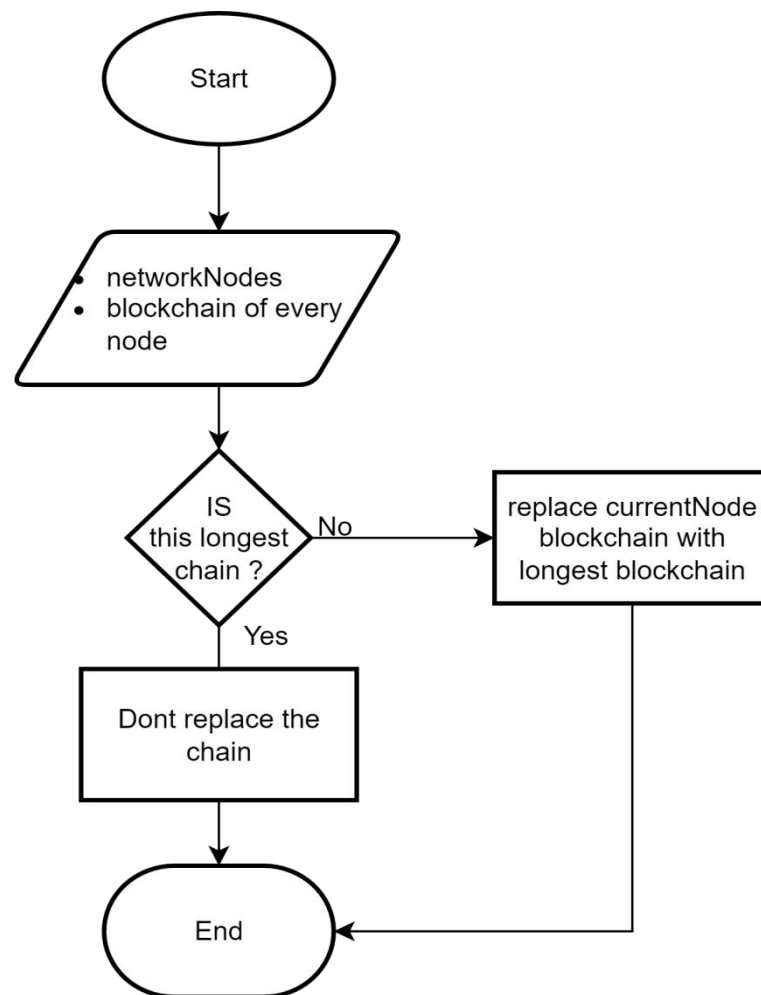 Start
networkNodes
blockchain of every
node
IS
this longest
chain ?
No
replace currentNode
blockchain with
longest blockchain
Yes
Dont replace the
chain
End